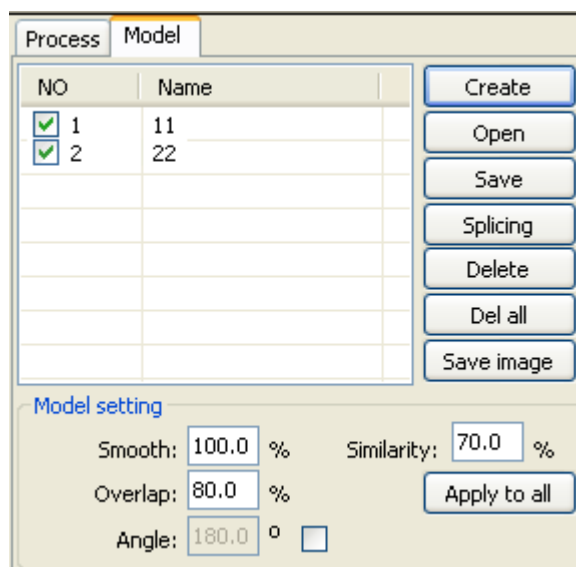 Process Model
NO Name
1 11
2 22
Create
Open
Save
Splicing
Delete
Del all
Save image
Model setting
Smooth: 100.0 % Similarity: 70.0 %
Overlap: 80.0 % Apply to all
Angle: 180.0 °